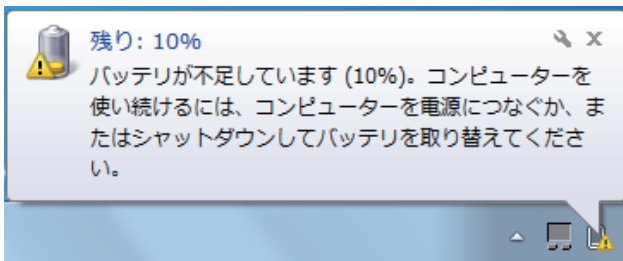 残り: 10%
バッテリが不足しています (10%)。コンピューターを
使い続けるには、コンピューターを電源につなぐか、ま
たはシャットダウンしてバッテリを取り替えてくださ
い。